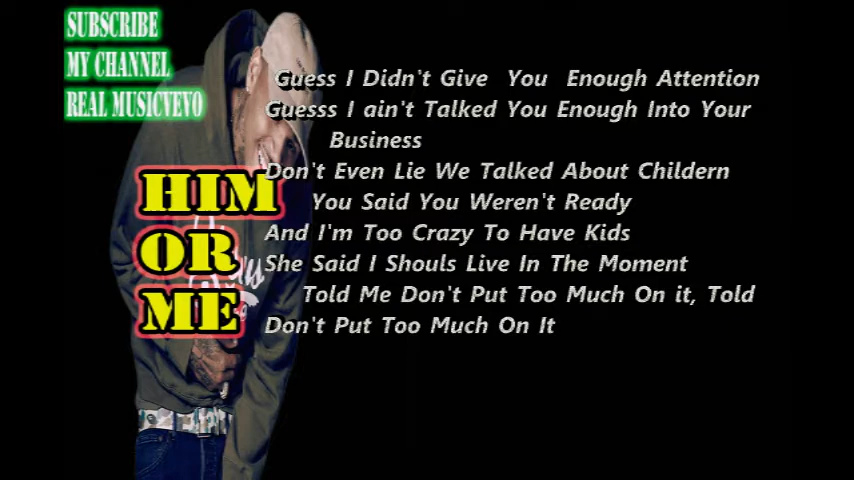 SUBSCRIBE
MY CHANNEL
REAL MUSICVEVO
HIM
OR
ME
Guess I Didn't Give You Enough Attention
Guesss I ain't Talked You Enough Into Your
Business
Don't Even Lie We Talked About Childern
You Said You Weren't Ready
And I'm Too Crazy To Have Kids
She Said I Shouls Live In The Moment
Told Me Don't Put Too Much On it, Told
Don't Put Too Much On It